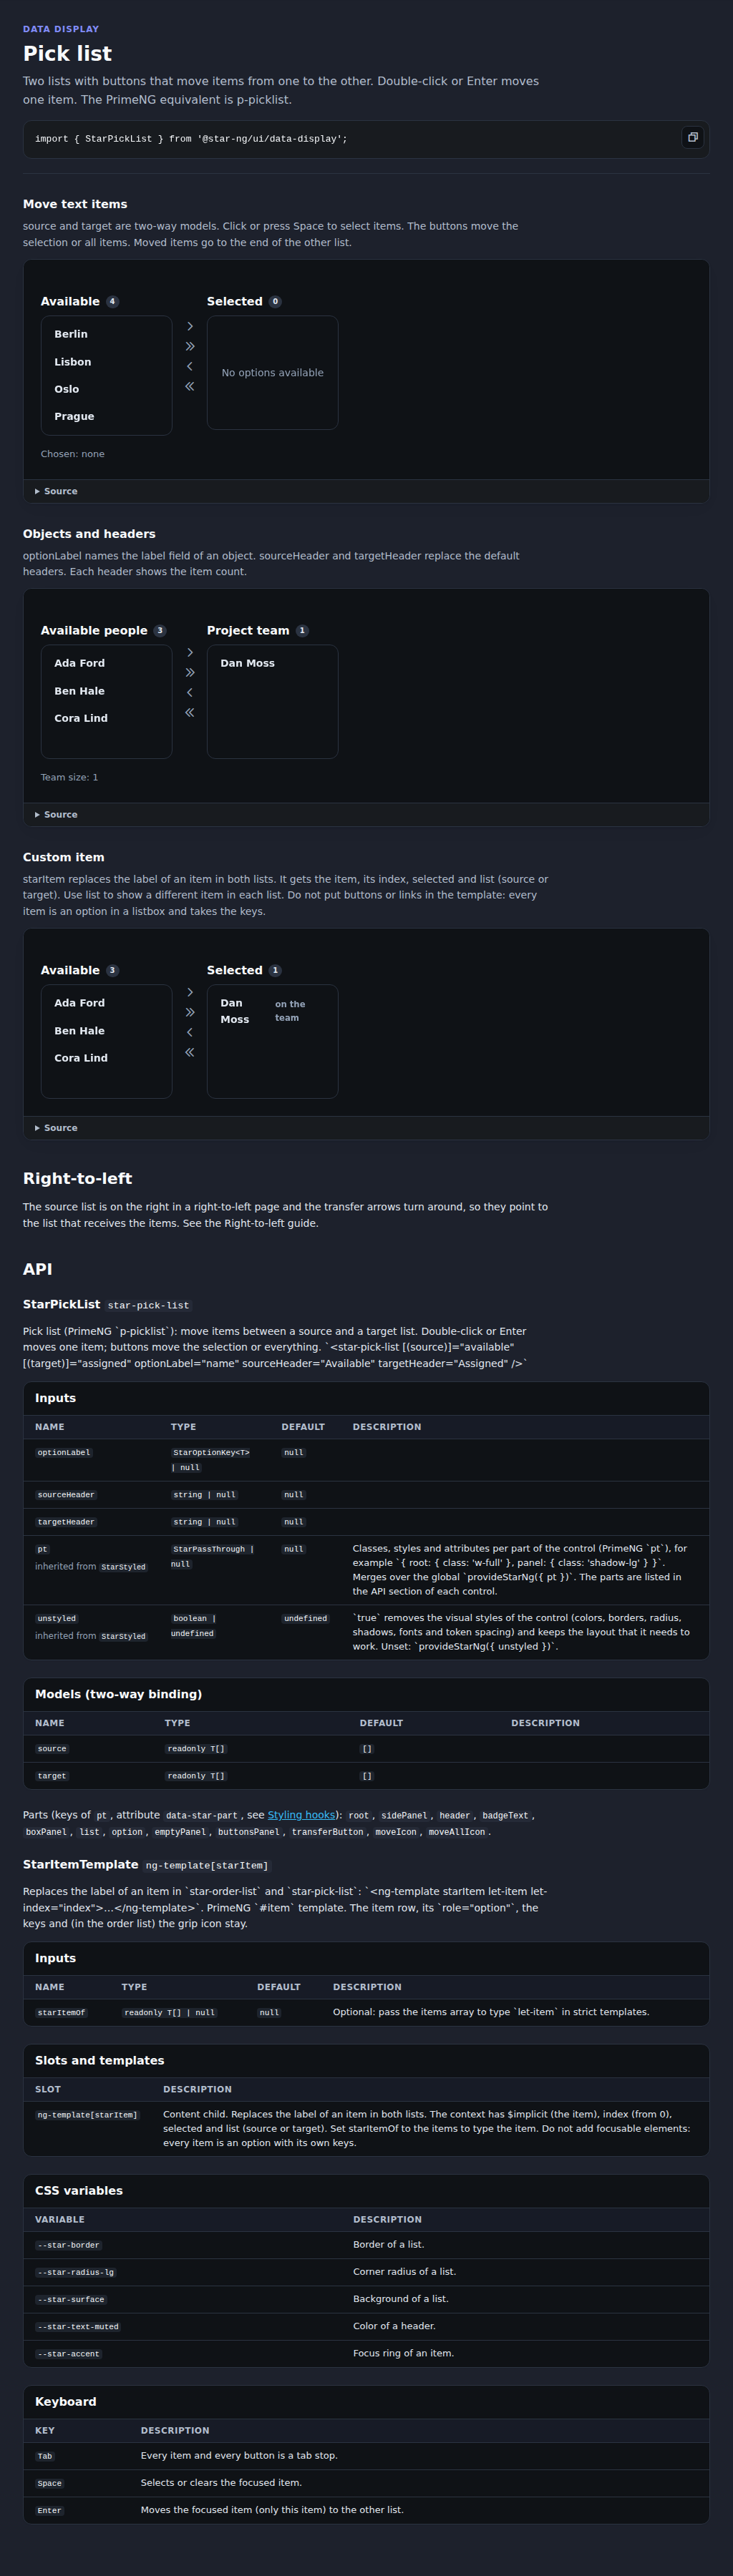 DATA DISPLAY
Pick list
Two lists with buttons that move items from one to the other. Double-click or Enter moves
one item. The PrimeNG equivalent is p-picklist.
import { StarPickList } from '@star-ng/ui/data-display';
Move text items
source and target are two-way models. Click or press Space to select items. The buttons move the
selection or all items. Moved items go to the end of the other list.
Available 4
Selected 0
Berlin
Lisbon
Oslo
Prague
No options available
Chosen: none
Source
Objects and headers
optionLabel names the label field of an object. sourceHeader and targetHeader replace the default
headers. Each header shows the item count.
Available people 3
Project team 1
Ada Ford
Ben Hale
Cora Lind
Dan Moss
Team size: 1
Source
Custom item
starItem replaces the label of an item in both lists. It gets the item, its index, selected and list (source or
target). Use list to show a different item in each list. Do not put buttons or links in the template: every
item is an option in a listbox and takes the keys.
Available 3
Selected 1
Ada Ford
Ben Hale
Cora Lind
Dan
Moss
on the
team
Source
Right-to-left
The source list is on the right in a right-to-left page and the transfer arrows turn around, so they point to
the list that receives the items. See the Right-to-left guide.
API
StarPickList star-pick-list
Pick list (PrimeNG `p-picklist`): move items between a source and a target list. Double-click or Enter
moves one item; buttons move the selection or everything. `<star-pick-list [(source)]="available"
[(target)]="assigned" optionLabel="name" sourceHeader="Available" targetHeader="Assigned" />`
Inputs
NAME TYPE DEFAULT DESCRIPTION
optionLabel StarOptionKey<T> null
| null
sourceHeader string | null null
targetHeader string | null null
pt StarPassThrough | null Classes, styles and attributes per part of the control (PrimeNG `pt`), for
inherited from StarStyled null example `{ root: { class: 'w-full' }, panel: { class: 'shadow-lg' } }`.
Merges over the global `provideStarNg({ pt })`. The parts are listed in
the API section of each control.
unstyled boolean | undefined `true` removes the visual styles of the control (colors, borders, radius,
inherited from StarStyled undefined shadows, fonts and token spacing) and keeps the layout that it needs to
work. Unset: `provideStarNg({ unstyled })`.
Models (two-way binding)
NAME TYPE DEFAULT DESCRIPTION
source readonly T[] []
target readonly T[] []
Parts (keys of pt, attribute data-star-part, see Styling hooks): root, sidePanel, header, badgeText,
boxPanel, list, option, emptyPanel, buttonsPanel, transferButton, moveIcon, moveAllIcon.
StarItemTemplate ng-template[starItem]
Replaces the label of an item in `star-order-list` and `star-pick-list`: `<ng-template starItem let-item let-
index="index">…</ng-template>`. PrimeNG `#item` template. The item row, its `role="option"`, the
keys and (in the order list) the grip icon stay.
Inputs
NAME TYPE DEFAULT DESCRIPTION
starItemOf readonly T[] | null null Optional: pass the items array to type `let-item` in strict templates.
Slots and templates
SLOT DESCRIPTION
ng-template[starItem] Content child. Replaces the label of an item in both lists. The context has $implicit (the item), index (from 0),
selected and list (source or target). Set starItemOf to the items to type the item. Do not add focusable elements:
every item is an option with its own keys.
CSS variables
VARIABLE DESCRIPTION
--star-border Border of a list.
--star-radius-lg Corner radius of a list.
--star-surface Background of a list.
--star-text-muted Color of a header.
--star-accent Focus ring of an item.
Keyboard
KEY DESCRIPTION
Tab Every item and every button is a tab stop.
Space Selects or clears the focused item.
Enter Moves the focused item (only this item) to the other list.